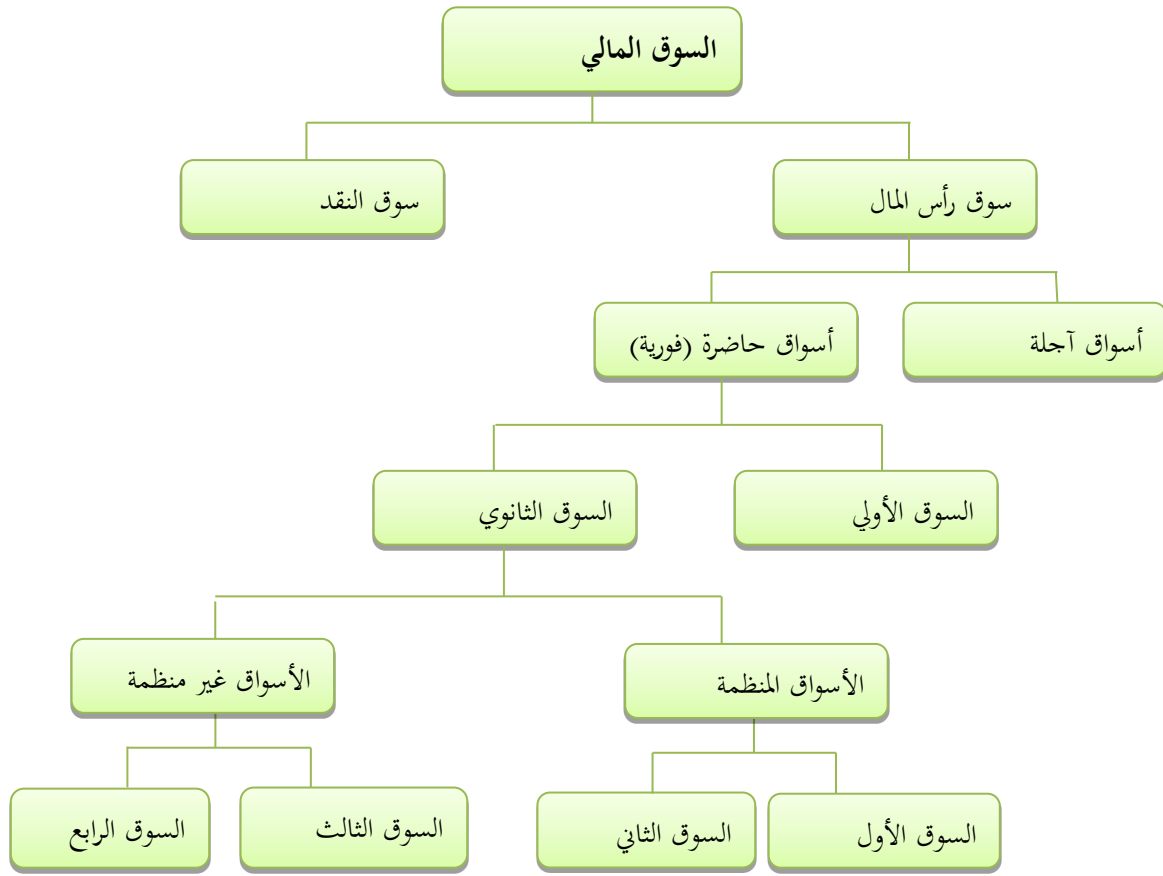 السوق المالي
سوق رأس المال
سوق النقد
أسواق آجلة
أسواق حاضرة (فورية)
السوق الأولي
السوق الثانوي
الأسواق المنظمة
الأسواق غير منظمة
السوق الأول
السوق الثاني
السوق الثالث
السوق الرابع